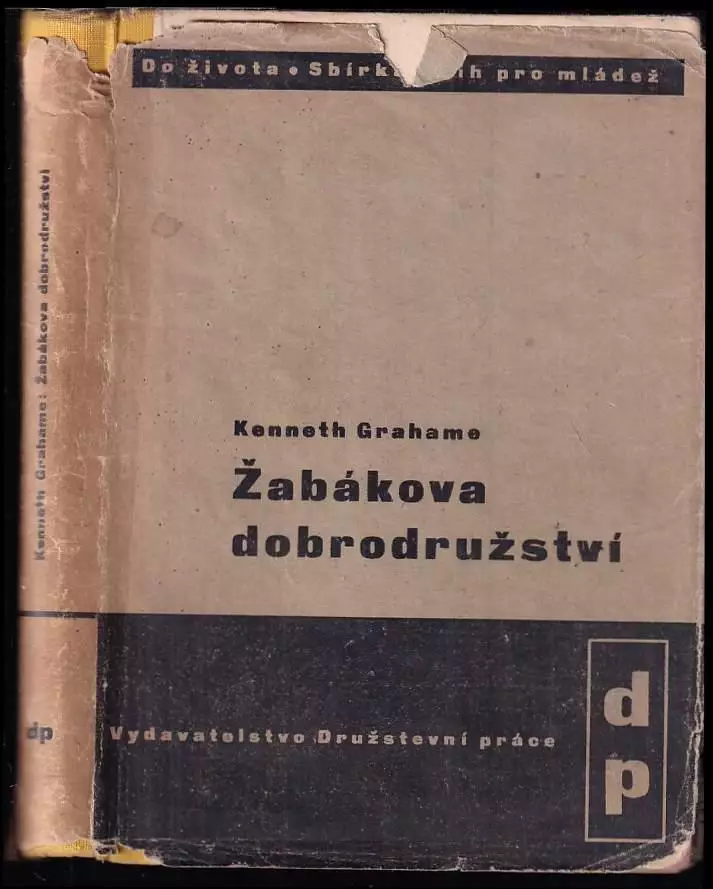 Do života • Sbírk ih pro mládež
Kenneth Grahame
Žabákova
dobrodružství
Vydavatelstvo Družstevní práce
d
p
Kenneth Grahame: Žabákova dobrodružství
dp